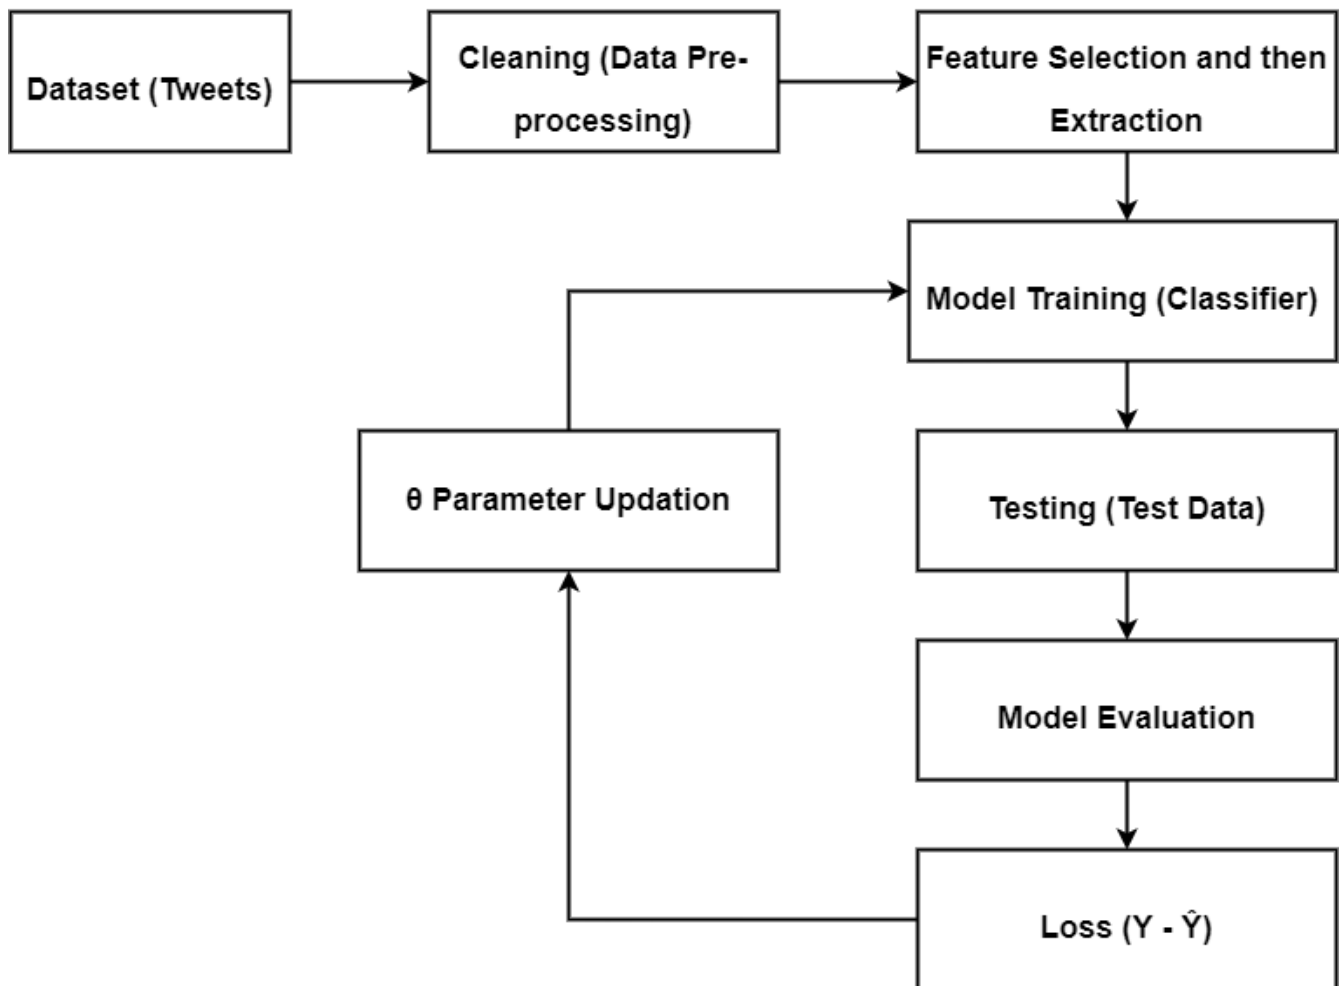 Dataset (Tweets)
Cleaning (Data Pre-
processing)
Feature Selection and then
Extraction
Model Training (Classifier)
θ Parameter Updation
Testing (Test Data)
Model Evaluation
Loss (Y - Ŷ)